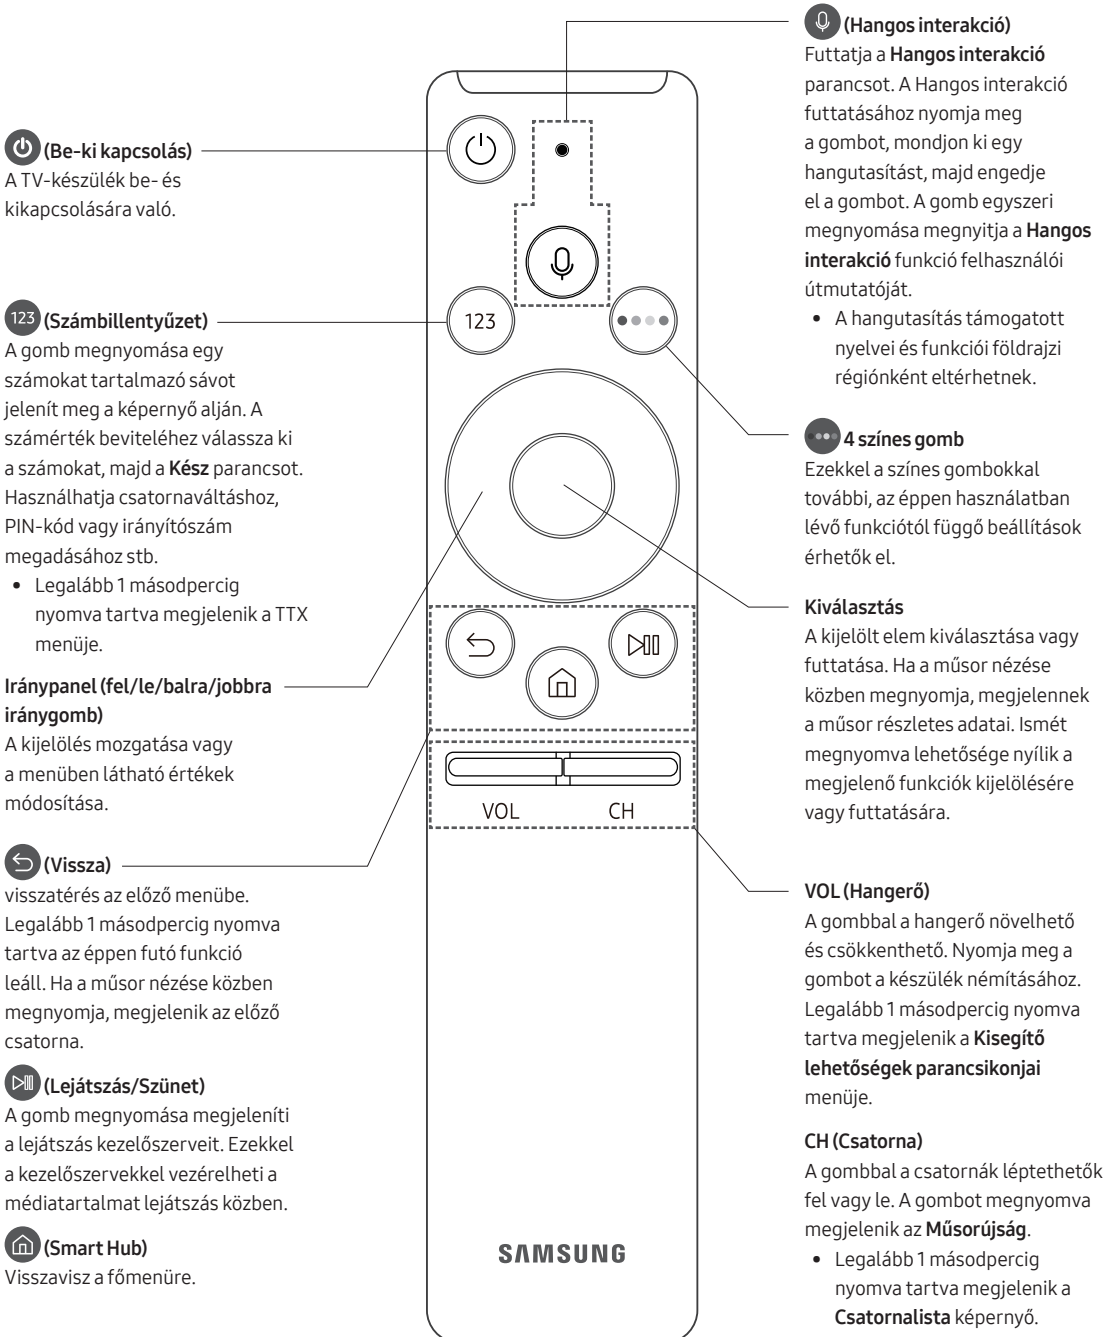 (Be-ki kapcsolás)
A TV-készülék be- és
kikapcsolására való.
123 (Számbillentyűzet)
A gomb megnyomása egy
számokat tartalmazó sávot
jelenít meg a képernyő alján. A
számérték beviteléhez válassza ki
a számokat, majd a Kész parancsot.
Használhatja csatornaváltáshoz,
PIN-kód vagy irányítószám
megadásához stb.
• Legalább 1 másodpercig
nyomva tartva megjelenik a TTX
menüje.
Iránypanel (fel/le/balra/jobbra
iránygomb)
A kijelölés mozgatása vagy
a menüben látható értékek
módosítása.
(Vissza)
visszatérés az előző menübe.
Legalább 1 másodpercig nyomva
tartva az éppen futó funkció
leáll. Ha a műsor nézése közben
megnyomja, megjelenik az előző
csatorna.
(Lejátszás/Szünet)
A gomb megnyomása megjeleníti
a lejátszás kezelőszerveit. Ezekkel
a kezelőszervekkel vezérelheti a
médiatartalmat lejátszás közben.
(Smart Hub)
Visszavisz a főmenüre.
123
VOL CH
SAMSUNG
(Hangos interakció)
Futtatja a Hangos interakció
parancsot. A Hangos interakció
futtatásához nyomja meg
a gombot, mondjon ki egy
hangutasítást, majd engedje
el a gombot. A gomb egyszeri
megnyomása megnyitja a Hangos
interakció funkció felhasználói
útmutatóját.
• A hangutasítás támogatott
nyelvei és funkciói földrajzi
régiónként eltérhetnek.
4 színes gomb
Ezekkel a színes gombokkal
további, az éppen használatban
lévő funkciótól függő beállítások
érhetők el.
Kiválasztás
A kijelölt elem kiválasztása vagy
futtatása. Ha a műsor nézése
közben megnyomja, megjelennek
a műsor részletes adatai. Ismét
megnyomva lehetősége nyílik a
megjelenő funkciók kijelölésére
vagy futtatására.
VOL (Hangerő)
A gombbal a hangerő növelhető
és csökkenthető. Nyomja meg a
gombot a készülék némításához.
Legalább 1 másodpercig nyomva
tartva megjelenik a Kisegítő
lehetőségek parancsikonjai
menüje.
CH (Csatorna)
A gombbal a csatornák léptethetők
fel vagy le. A gombot megnyomva
megjelenik az Műsorújság.
• Legalább 1 másodpercig
nyomva tartva megjelenik a
Csatornalista képernyő.